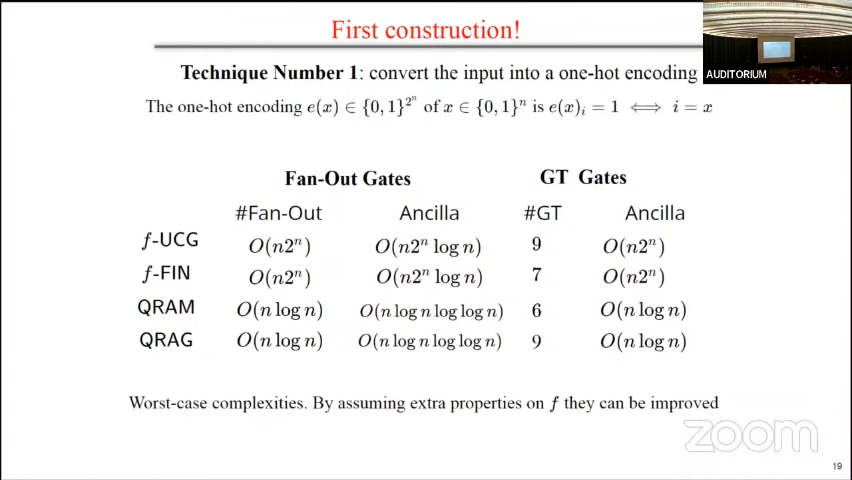 First construction!
AUDITORIUM
Technique Number 1: convert the input into a one-hot encoding
The one-hot encoding e(x) ∈ {0, 1}^{2^n} of x ∈ {0, 1}^n is e(x)_i = 1 ⟺ i = x
Fan-Out Gates GT Gates
#Fan-Out Ancilla #GT Ancilla
f-UCG O(n2^n) O(n2^n log n) 9 O(n2^n)
f-FIN O(n2^n) O(n2^n log n) 7 O(n2^n)
QRAM O(n log n) O(n log n log log n) 6 O(n log n)
QRAG O(n log n) O(n log n log log n) 9 O(n log n)
Worst-case complexities. By assuming extra properties on f they can be improved
zoom
19